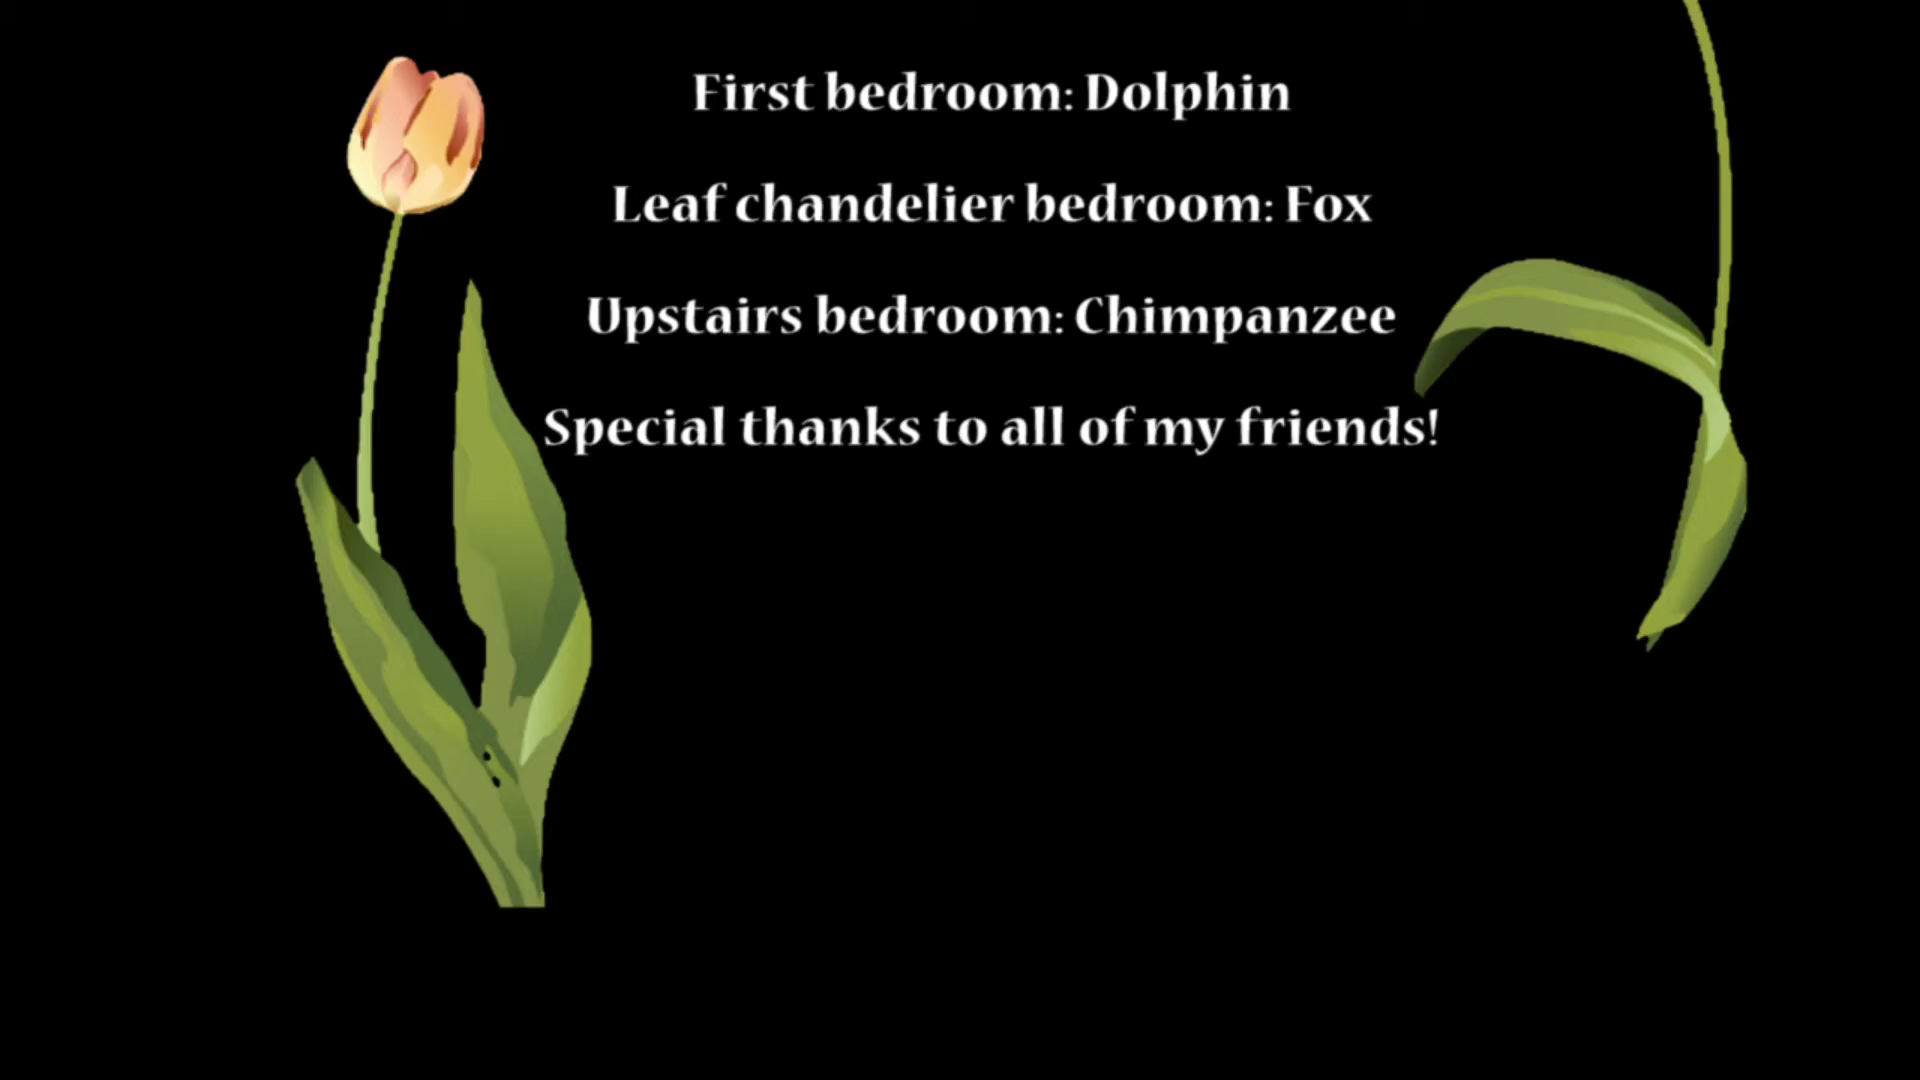 First bedroom: Dolphin
Leaf chandelier bedroom: Fox
Upstairs bedroom: Chimpanzee
Special thanks to all of my friends!